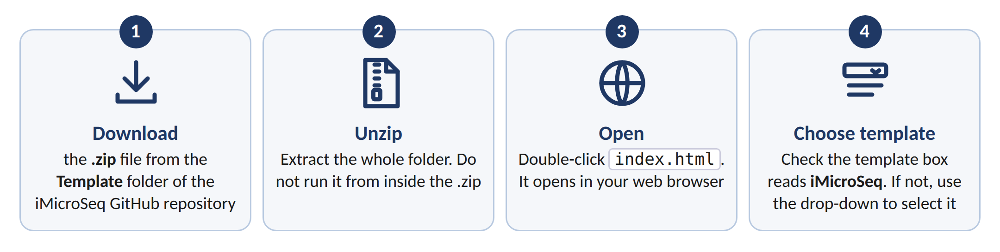 1
Download
the .zip file from the
Template folder of the
iMicroSeq GitHub repository
2
Unzip
Extract the whole folder. Do
not run it from inside the .zip
3
Open
Double-click index.html.
It opens in your web browser
4
Choose template
Check the template box
reads iMicroSeq. If not, use
the drop-down to select it